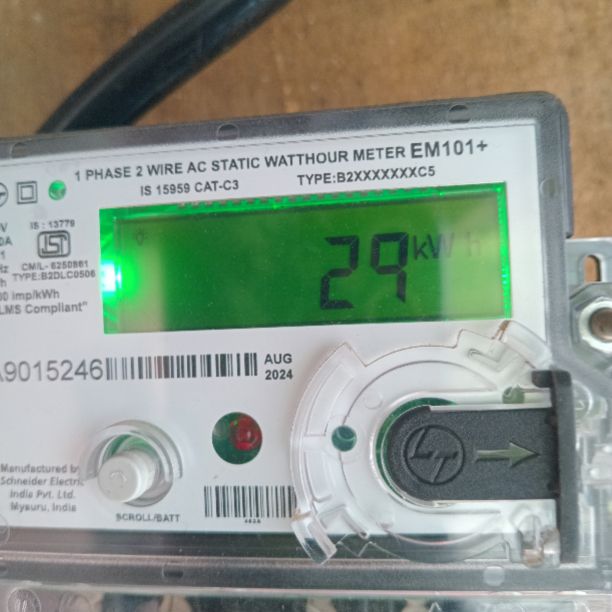 1 PHASE 2 WIRE AC STATIC WATTHOUR METER EM101+
IS 15959 CAT-C3 TYPE:B2XXXXXXXC5
IS : 13779
CM/L- 6250861
TYPE:B2DLC0506
imp/kWh
LMS Compliant"
29 kWh
9015246
AUG
2024
Manufactured by
Schneider Electric
India Pvt. Ltd.
Mysuru, India
SCROLL/BATT
LT